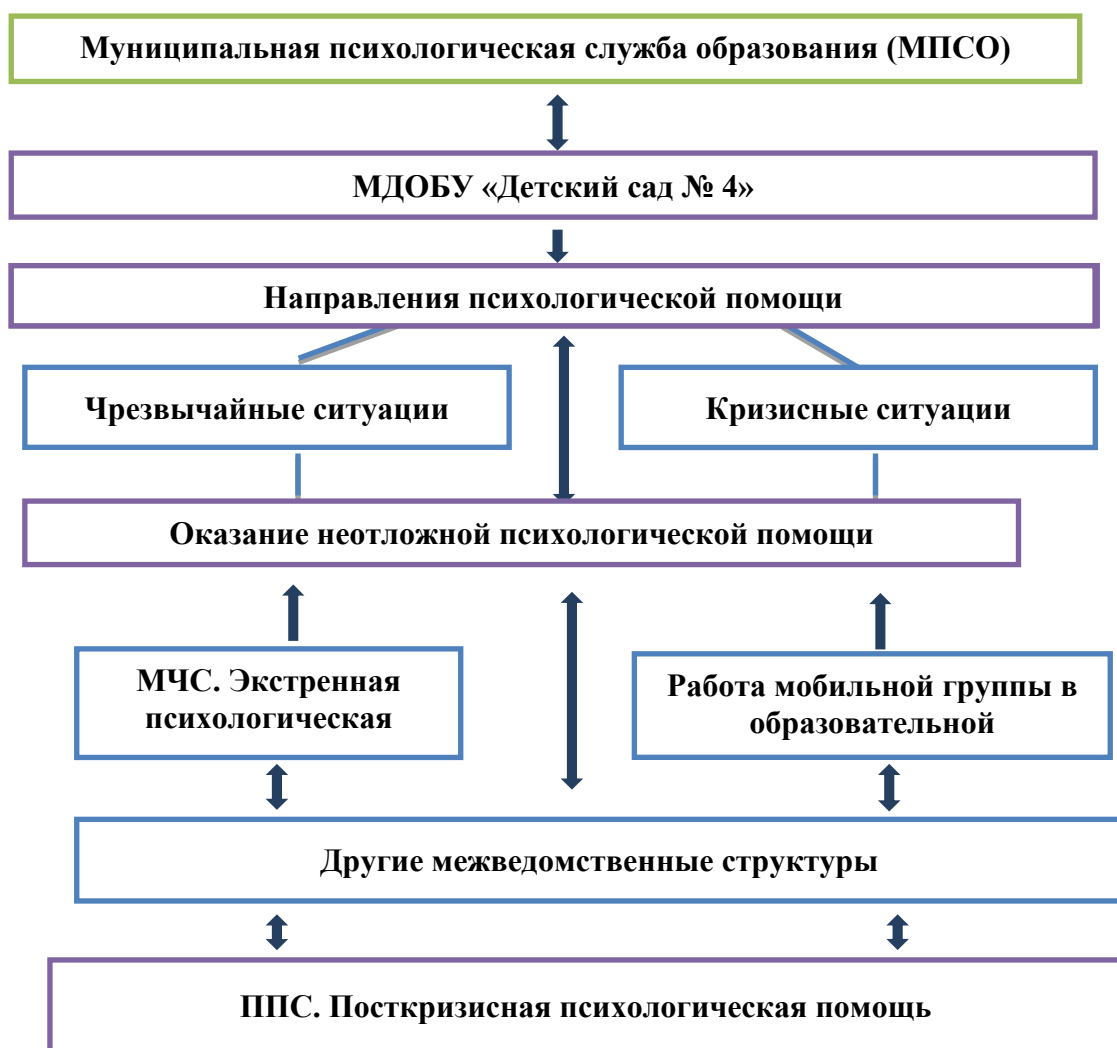 Муниципальная психологическая служба образования (МПСО)
МДОБУ «Детский сад № 4»
Направления психологической помощи
Чрезвычайные ситуации
Кризисные ситуации
Оказание неотложной психологической помощи
МЧС. Экстренная
психологическая
Работа мобильной группы в
образовательной
Другие межведомственные структуры
ППС. Посткризисная психологическая помощь